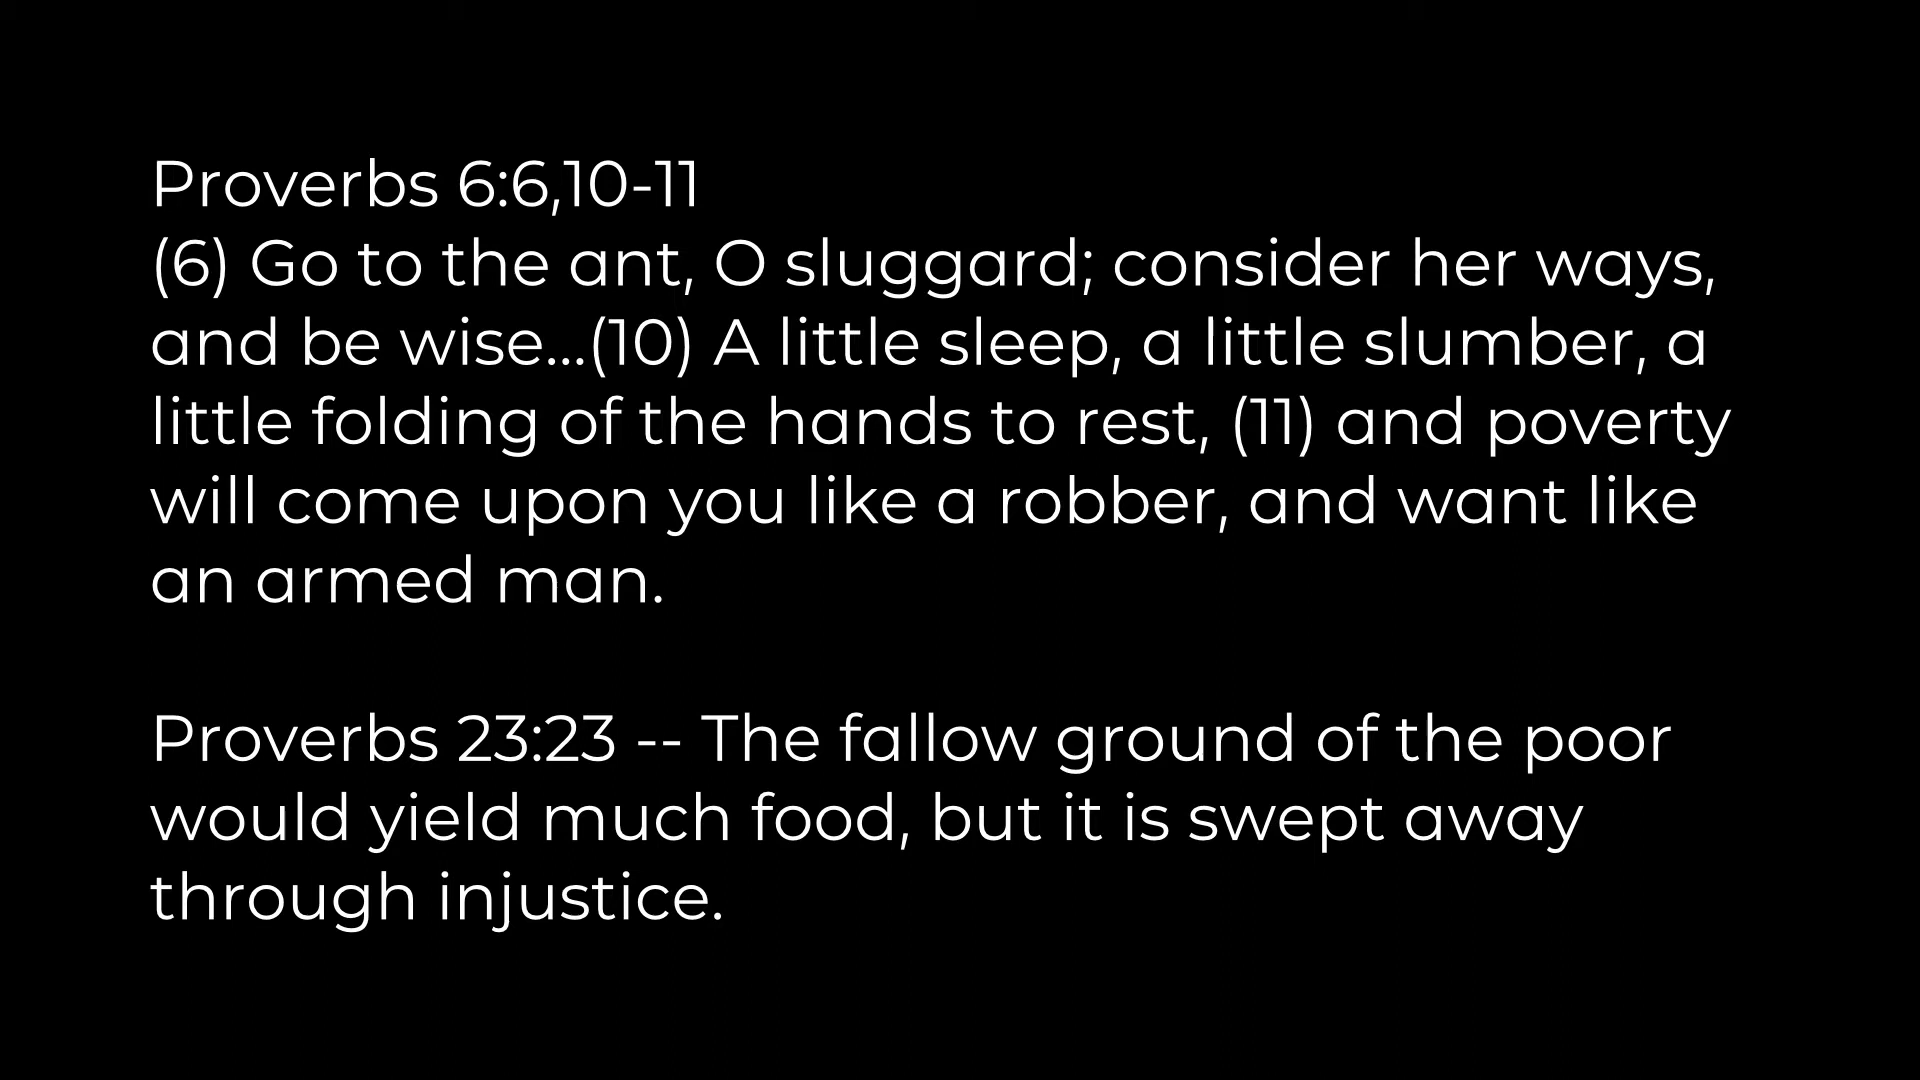 Proverbs 6:6,10-11
(6) Go to the ant, O sluggard; consider her ways,
and be wise...(10) A little sleep, a little slumber, a
little folding of the hands to rest, (11) and poverty
will come upon you like a robber, and want like
an armed man.
Proverbs 23:23 -- The fallow ground of the poor
would yield much food, but it is swept away
through injustice.